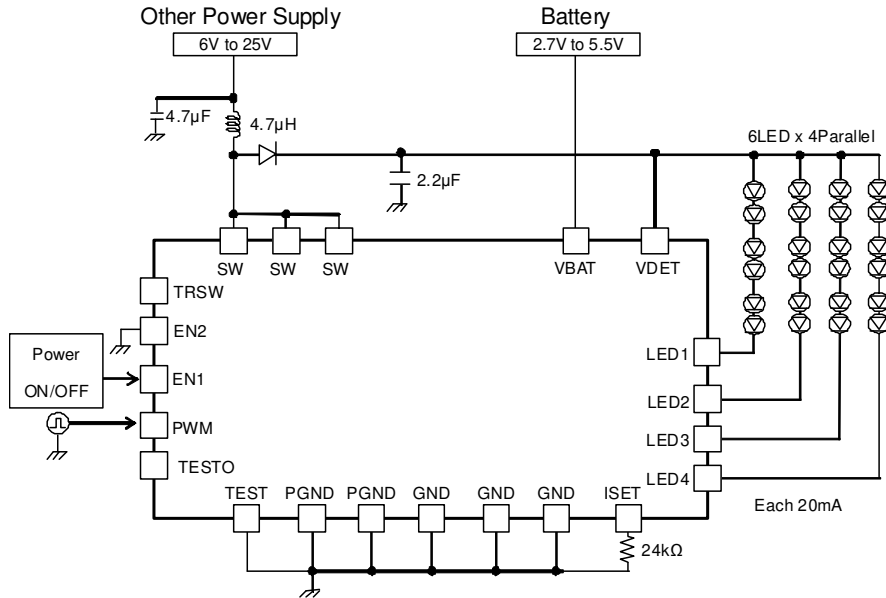 Other Power Supply
Battery
6V to 25V
2.7V to 5.5V
4.7µF
4.7µH
6LED x 4Parallel
2.2µF
SW
SW
SW
VBAT
VDET
TRSW
EN2
Power
ON/OFF
EN1
PWM
TESTO
LED1
LED2
LED3
LED4
TEST
PGND
PGND
GND
GND
GND
ISET
Each 20mA
24kΩ